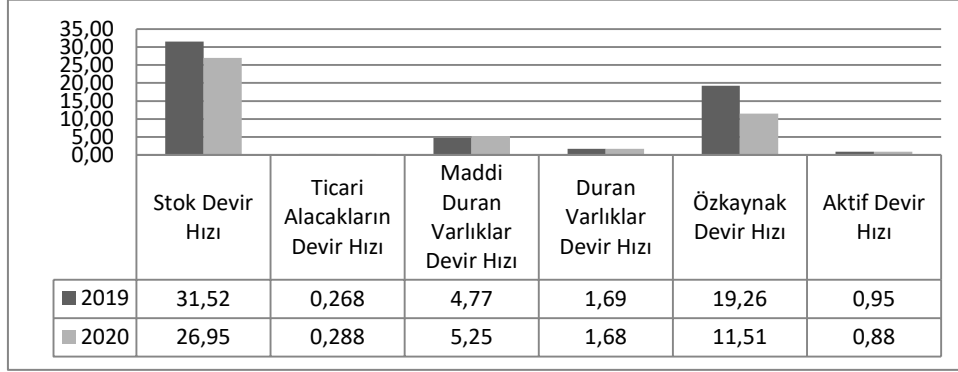 35,00
30,00
25,00
20,00
15,00
10,00
5,00
0,00
Stok Devir
Hızı
Ticari
Alacakların
Devir Hızı
Maddi
Duran
Varlıklar
Devir Hızı
Duran
Varlıklar
Devir Hızı
Özkaynak
Devir Hızı
Aktif Devir
Hızı
2019 31,52 0,268 4,77 1,69 19,26 0,95
2020 26,95 0,288 5,25 1,68 11,51 0,88